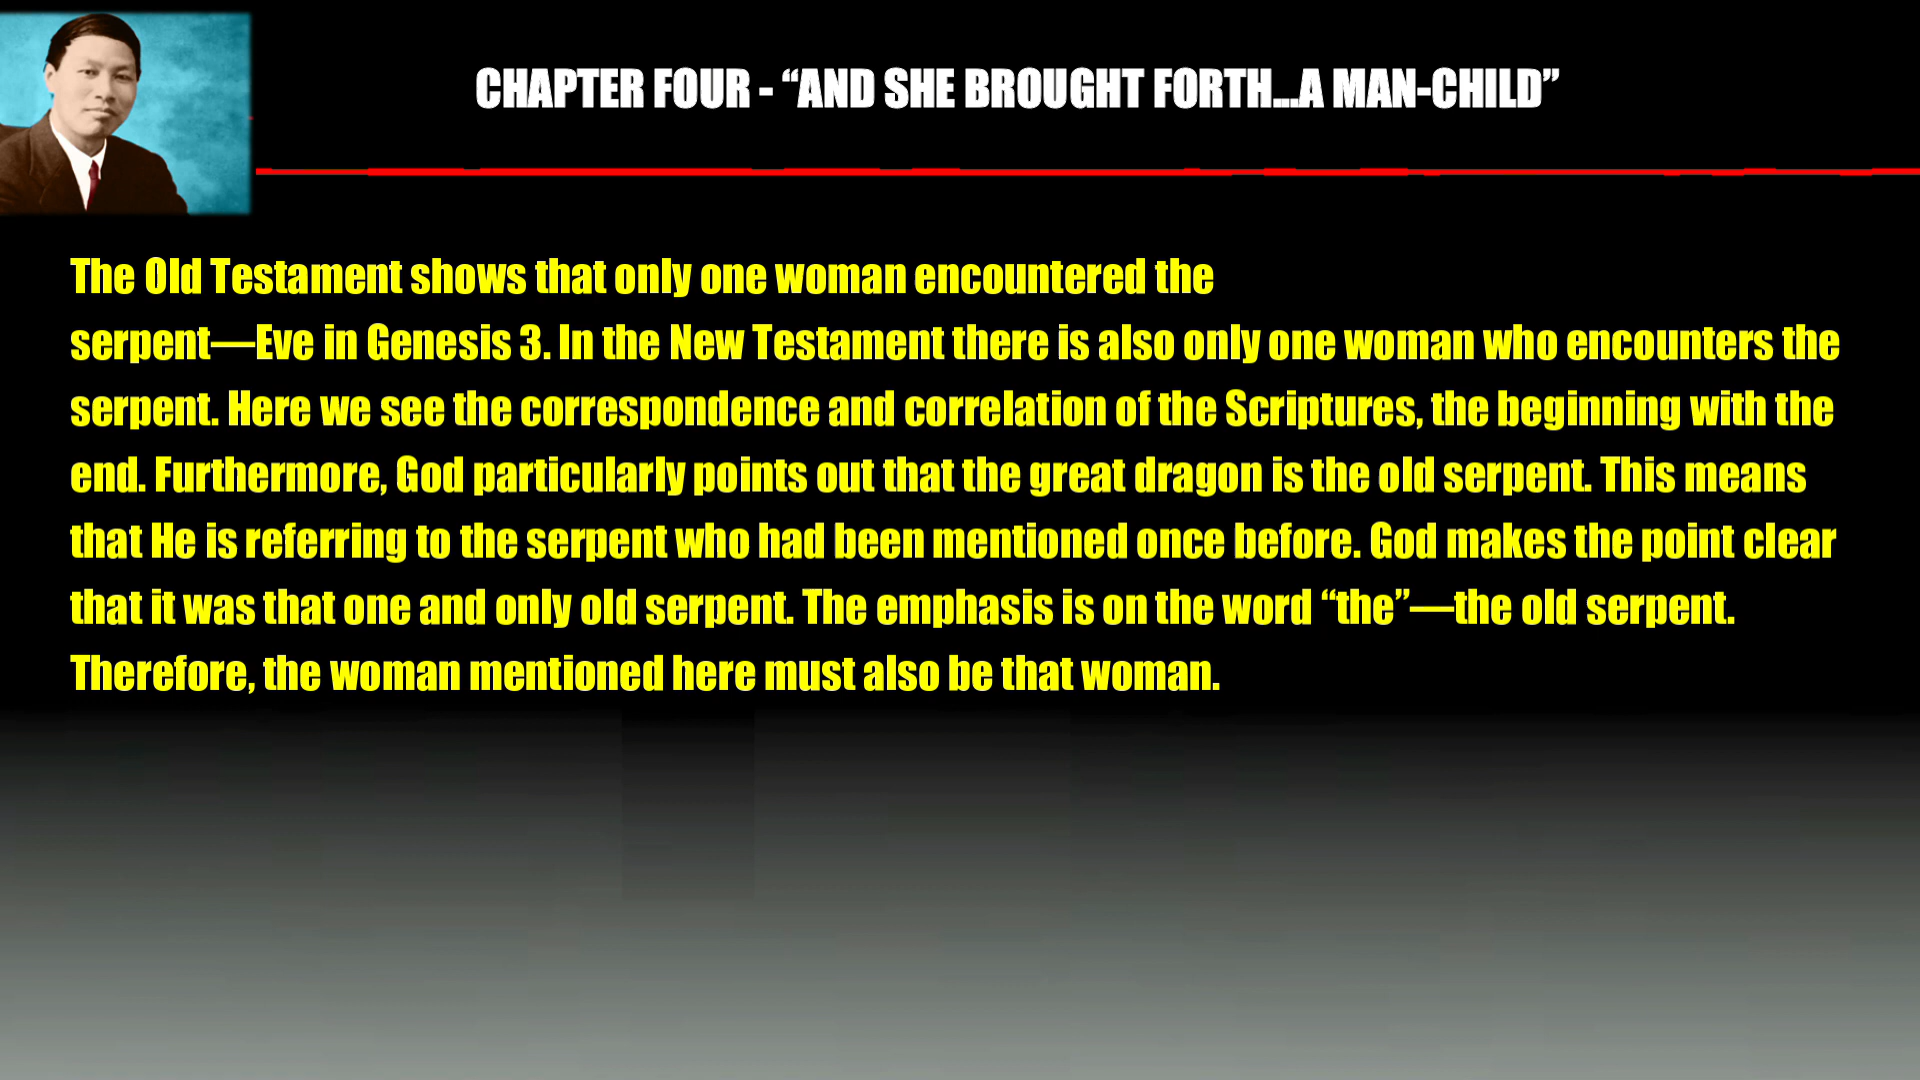 CHAPTER FOUR - “AND SHE BROUGHT FORTH...A MAN-CHILD”
The Old Testament shows that only one woman encountered the
serpent—Eve in Genesis 3. In the New Testament there is also only one woman who encounters the
serpent. Here we see the correspondence and correlation of the Scriptures, the beginning with the
end. Furthermore, God particularly points out that the great dragon is the old serpent. This means
that He is referring to the serpent who had been mentioned once before. God makes the point clear
that it was that one and only old serpent. The emphasis is on the word “the”—the old serpent.
Therefore, the woman mentioned here must also be that woman.